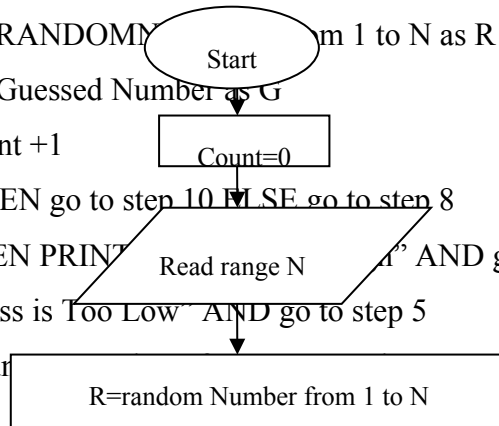 RANDOMN om 1 to N as R
Start
Guessed Number as G
nt +1
Count=0
EN go to step 10 ELSE go to step 8
EN PRINT ” AND g
Read range N
ss is Too Low” AND go to step 5
R=random Number from 1 to N